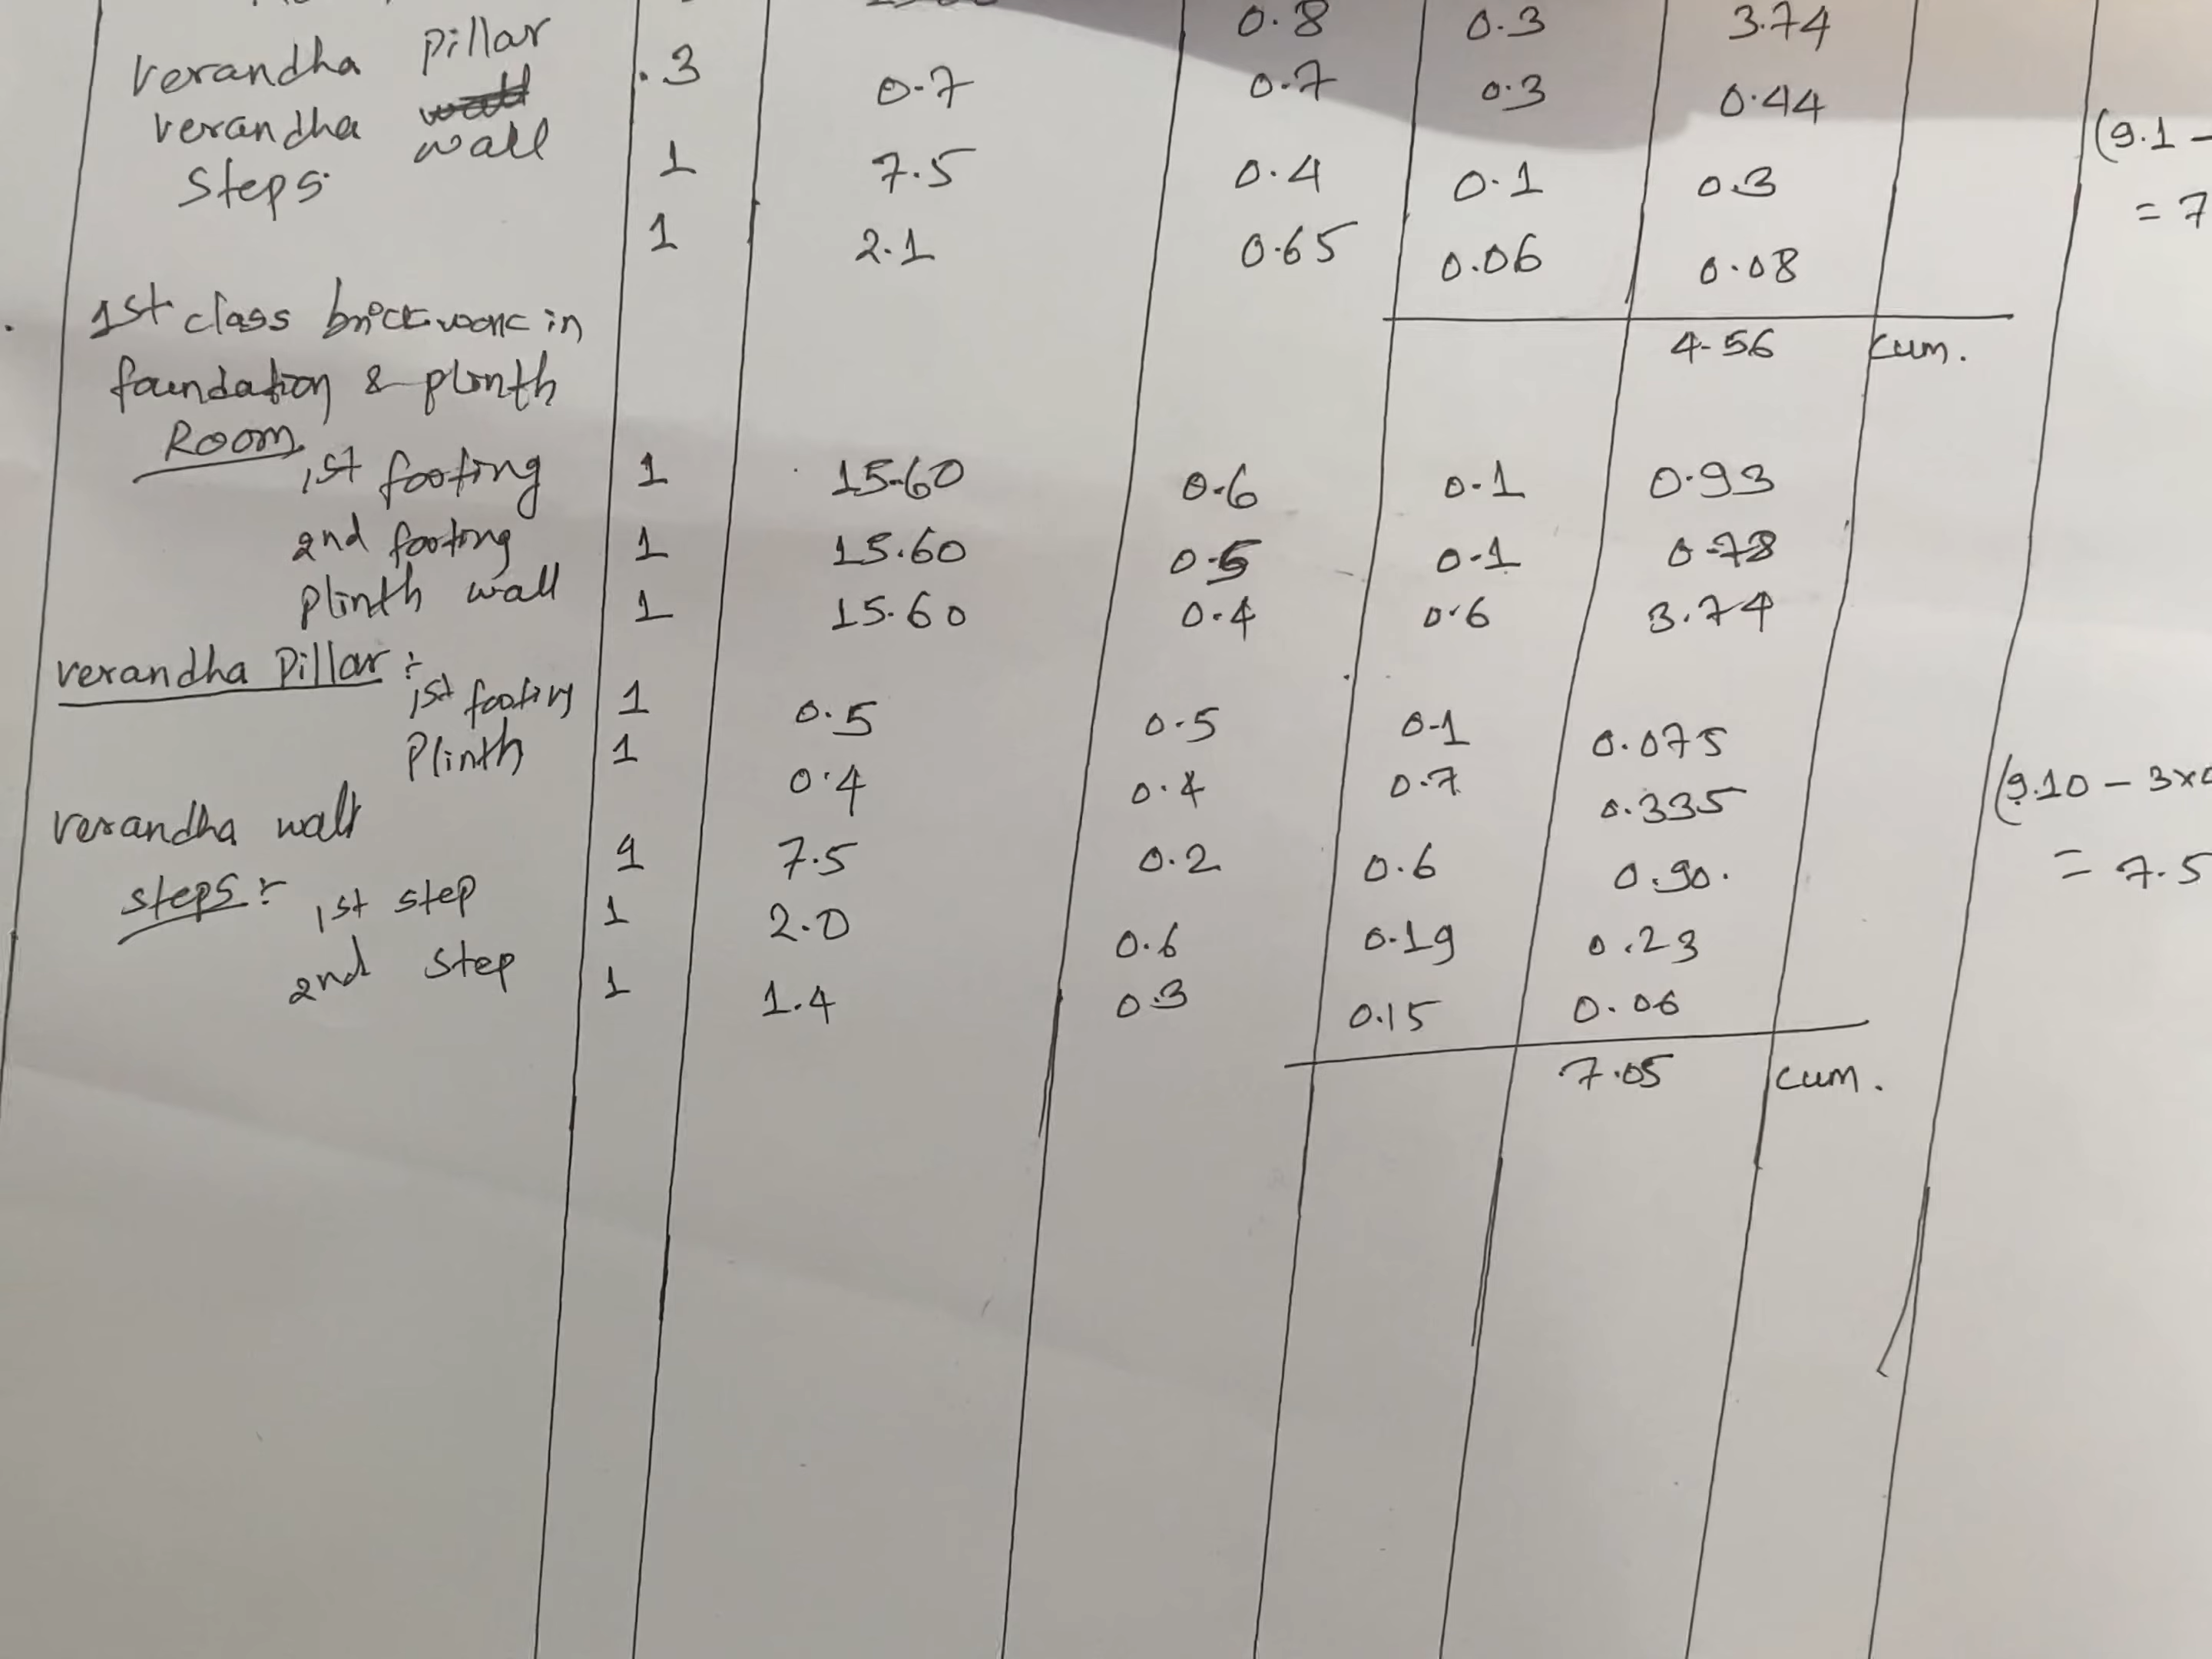 0.8 0.3 3.74
verandha pillar .3 0.7 0.7 0.3 0.44
verandha wall 1 7.5 0.4 0.1 0.3
steps. 1 2.1 0.65 0.06 0.08
(9.1 -
= 7
4.56 cum.
1st class brickwork in
foundation & plinth
Room
1st footing 1 15.60 0.6 0.1 0.93
2nd footing 1 15.60 0.5 0.1 0.78
plinth wall 1 15.60 0.4 0.6 3.74
verandha pillar :-
1st footing 1 0.5 0.5 0.1 0.075
Plinth 1 0.4 0.4 0.7 0.335
verandha wall 1 7.5 0.2 0.6 0.90.
(9.10 - 3x
= 7.5
steps :- 1st step 1 2.0 0.6 0.19 0.23
2nd step 1 1.4 0.3 0.15 0.06
7.05 cum.